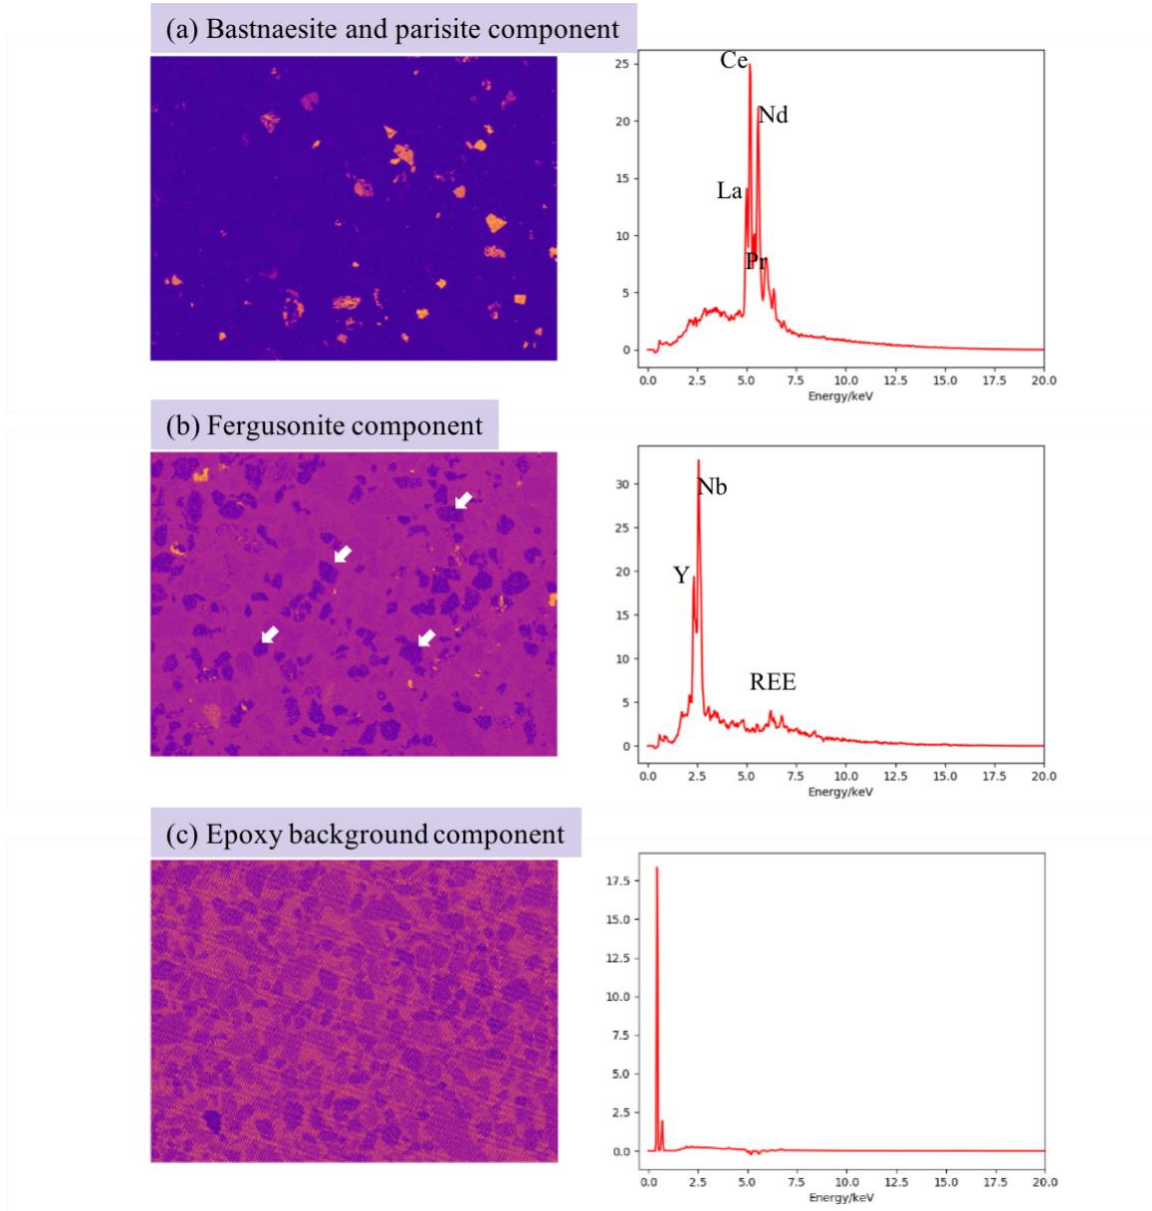 (a) Bastnaesite and parisite component
25
20
15
10
5
0
Ce
Nd
La
Pr
0.0 2.5 5.0 7.5 10.0 12.5 15.0 17.5 20.0
Energy/keV
(b) Fergusonite component
30
25
20
15
10
5
0
Nb
Y
REE
0.0 2.5 5.0 7.5 10.0 12.5 15.0 17.5 20.0
Energy/keV
(c) Epoxy background component
17.5
15.0
12.5
10.0
7.5
5.0
2.5
0.0
0.0 2.5 5.0 7.5 10.0 12.5 15.0 17.5 20.0
Energy/keV